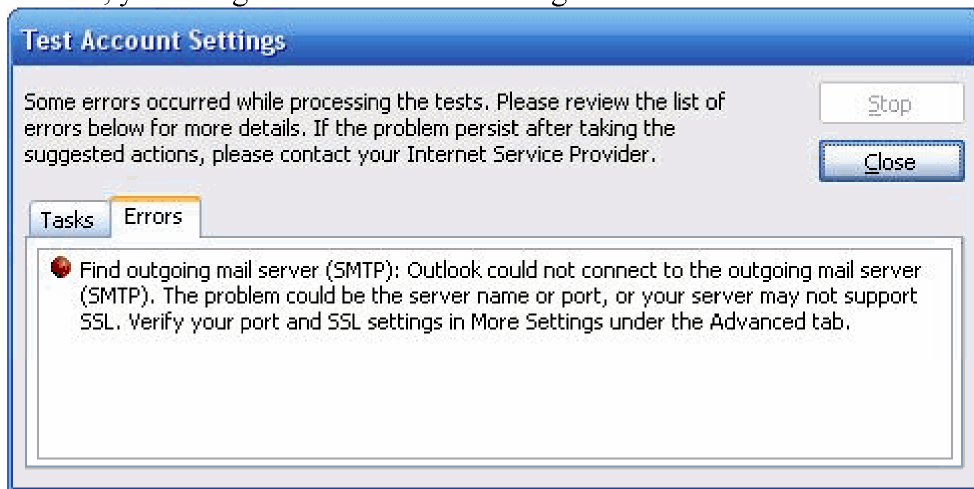 Test Account Settings
Some errors occurred while processing the tests. Please review the list of
errors below for more details. If the problem persist after taking the
suggested actions, please contact your Internet Service Provider.
Stop
Close
Tasks
Errors
Find outgoing mail server (SMTP): Outlook could not connect to the outgoing mail server
(SMTP). The problem could be the server name or port, or your server may not support
SSL. Verify your port and SSL settings in More Settings under the Advanced tab.